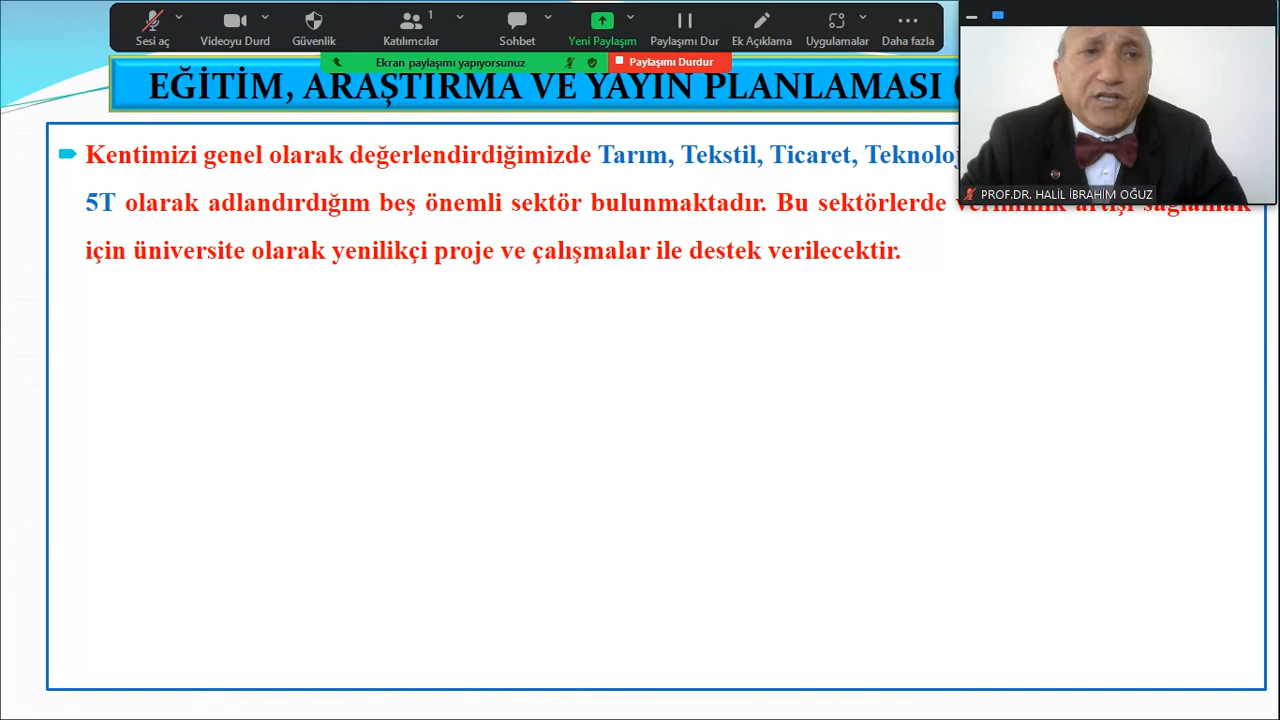 Sesi aç
Videoyu Durd
Güvenlik
1
Katılımcılar
Sohbet
Yeni Paylaşım
Paylaşımı Dur
Ek Açıklama
Uygulamalar
Daha fazla
Ekran paylaşımı yapıyorsunuz
Paylaşımı Durdur
EĞİTİM, ARAŞTIRMA VE YAYIN PLANLAMASI (
PROF.DR. HALİL İBRAHİM OĞUZ
Kentimizi genel olarak değerlendirdiğimizde Tarım, Tekstil, Ticaret, Teknoloj
5T olarak adlandırdığım beş önemli sektör bulunmaktadır. Bu sektörlerde verimlilik artışı sağlamak
için üniversite olarak yenilikçi proje ve çalışmalar ile destek verilecektir.